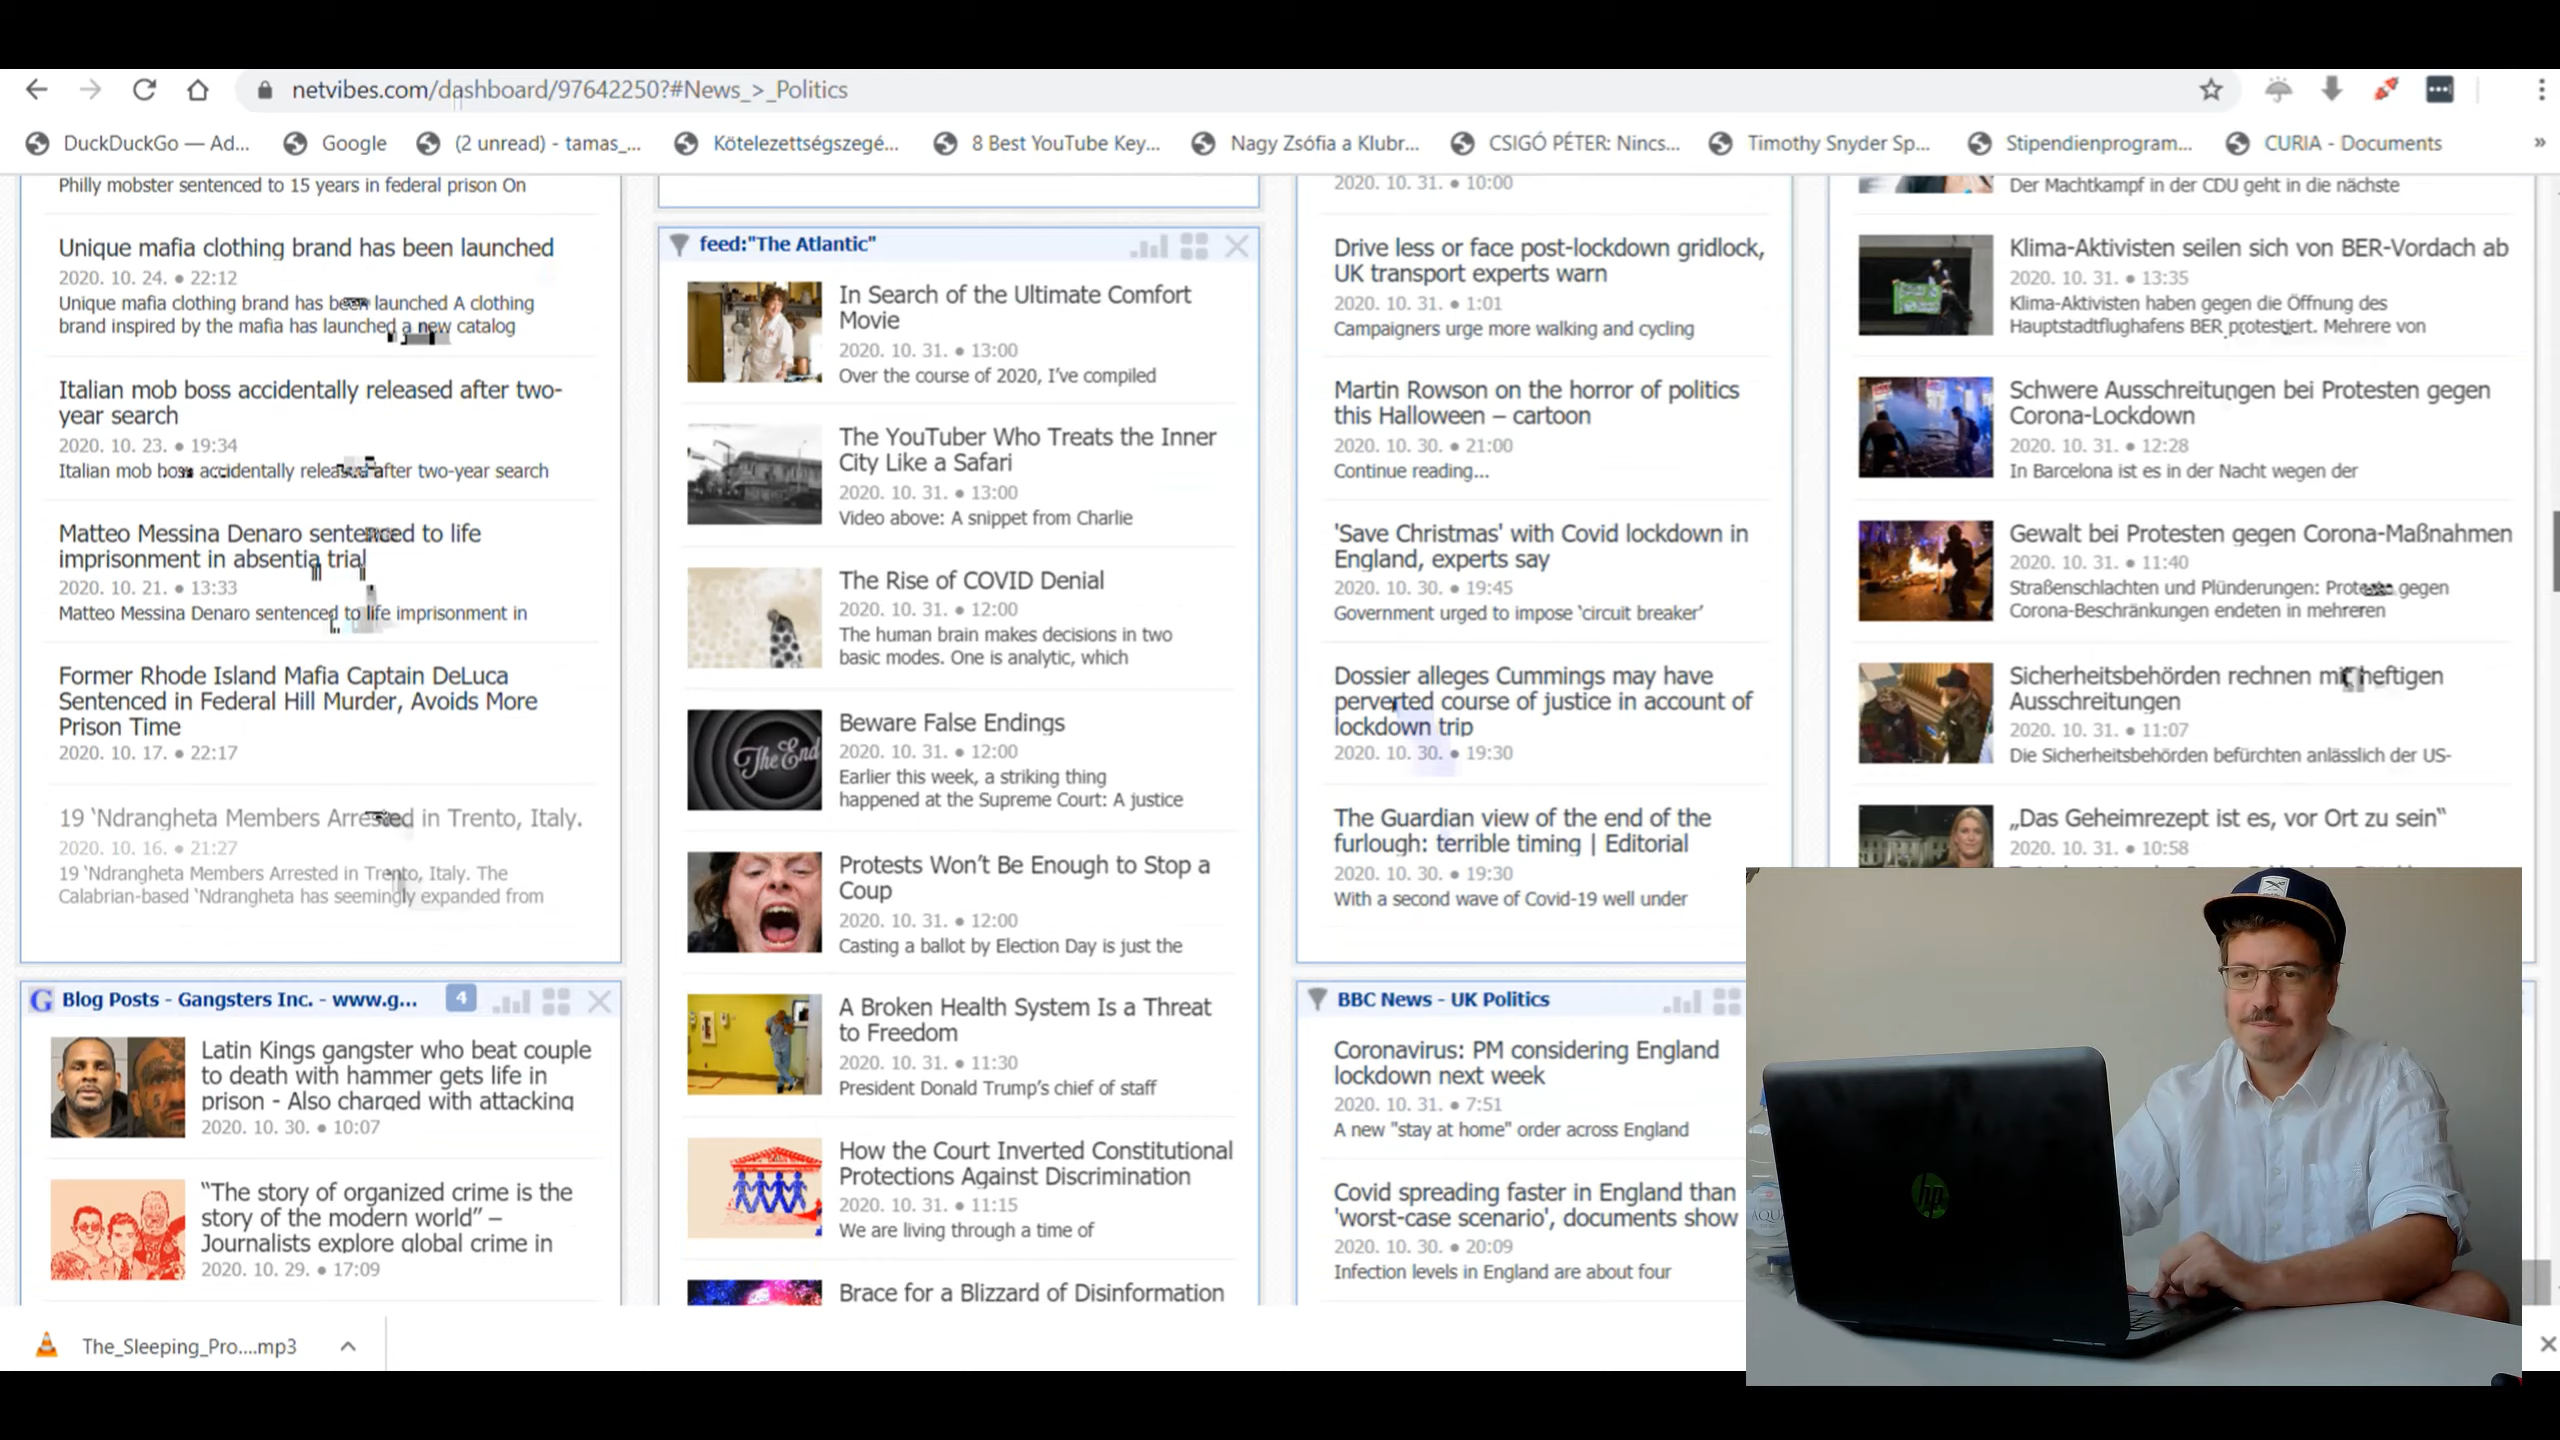 netvibes.com/dashboard/97642250?#News_>_Politics
DuckDuckGo — Ad...
Google
(2 unread) - tamas_...
Kötelezettségszegé...
8 Best YouTube Key...
Nagy Zsófia a Klubr...
CSIGÓ PÉTER: Nincs...
Timothy Snyder Sp...
Stipendienprogram...
CURIA - Documents
»
Philly mobster sentenced to 15 years in federal prison On
Unique mafia clothing brand has been launched
2020. 10. 24. • 22:12
Unique mafia clothing brand has been launched A clothing
brand inspired by the mafia has launched a new catalog
Italian mob boss accidentally released after two-
year search
2020. 10. 23. • 19:34
Italian mob boss accidentally released after two-year search
Matteo Messina Denaro sentenced to life
imprisonment in absentia trial
2020. 10. 21. • 13:33
Matteo Messina Denaro sentenced to life imprisonment in
Former Rhode Island Mafia Captain DeLuca
Sentenced in Federal Hill Murder, Avoids More
Prison Time
2020. 10. 17. • 22:17
19 ‘Ndrangheta Members Arrested in Trento, Italy.
2020. 10. 16. • 21:27
19 ‘Ndrangheta Members Arrested in Trento, Italy. The
Calabrian-based ‘Ndrangheta has seemingly expanded from
G Blog Posts - Gangsters Inc. - www.g...
4
Latin Kings gangster who beat couple
to death with hammer gets life in
prison - Also charged with attacking
2020. 10. 30. • 10:07
“The story of organized crime is the
story of the modern world” –
Journalists explore global crime in
2020. 10. 29. • 17:09
feed:"The Atlantic"
In Search of the Ultimate Comfort
Movie
2020. 10. 31. • 13:00
Over the course of 2020, I’ve compiled
The YouTuber Who Treats the Inner
City Like a Safari
2020. 10. 31. • 13:00
Video above: A snippet from Charlie
The Rise of COVID Denial
2020. 10. 31. • 12:00
The human brain makes decisions in two
basic modes. One is analytic, which
The End
Beware False Endings
2020. 10. 31. • 12:00
Earlier this week, a striking thing
happened at the Supreme Court: A justice
Protests Won’t Be Enough to Stop a
Coup
2020. 10. 31. • 12:00
Casting a ballot by Election Day is just the
A Broken Health System Is a Threat
to Freedom
2020. 10. 31. • 11:30
President Donald Trump’s chief of staff
How the Court Inverted Constitutional
Protections Against Discrimination
2020. 10. 31. • 11:15
We are living through a time of
Brace for a Blizzard of Disinformation
2020. 10. 31. • 10:00
Drive less or face post-lockdown gridlock,
UK transport experts warn
2020. 10. 31. • 1:01
Campaigners urge more walking and cycling
Martin Rowson on the horror of politics
this Halloween – cartoon
2020. 10. 30. • 21:00
Continue reading...
'Save Christmas' with Covid lockdown in
England, experts say
2020. 10. 30. • 19:45
Government urged to impose ‘circuit breaker’
Dossier alleges Cummings may have
perverted course of justice in account of
lockdown trip
2020. 10. 30. • 19:30
The Guardian view of the end of the
furlough: terrible timing | Editorial
2020. 10. 30. • 19:30
With a second wave of Covid-19 well under
BBC News - UK Politics
Coronavirus: PM considering England
lockdown next week
2020. 10. 31. • 7:51
A new "stay at home" order across England
Covid spreading faster in England than
'worst-case scenario', documents show
2020. 10. 30. • 20:09
Infection levels in England are about four
Der Machtkampf in der CDU geht in die nächste
Klima-Aktivisten seilen sich von BER-Vordach ab
2020. 10. 31. • 13:35
Klima-Aktivisten haben gegen die Öffnung des
Hauptstadtflughafens BER protestiert. Mehrere von
Schwere Ausschreitungen bei Protesten gegen
Corona-Lockdown
2020. 10. 31. • 12:28
In Barcelona ist es in der Nacht wegen der
Gewalt bei Protesten gegen Corona-Maßnahmen
2020. 10. 31. • 11:40
Straßenschlachten und Plünderungen: Proteste gegen
Corona-Beschränkungen endeten in mehreren
Sicherheitsbehörden rechnen mit heftigen
Ausschreitungen
2020. 10. 31. • 11:07
Die Sicherheitsbehörden befürchten anlässlich der US-
„Das Geheimrezept ist es, vor Ort zu sein“
2020. 10. 31. • 10:58
AQUA
hp
The_Sleeping_Pro....mp3